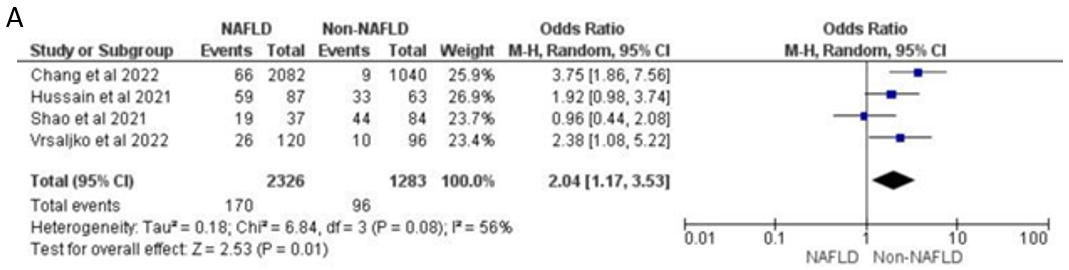 A
NAFLD Non-NAFLD Odds Ratio Odds Ratio
Study or Subgroup Events Total Events Total Weight M-H, Random, 95% CI M-H, Random, 95% CI
Chang et al 2022 66 2082 9 1040 25.9% 3.75 [1.86, 7.56]
Hussain et al 2021 59 87 33 63 26.9% 1.92 [0.98, 3.74]
Shao et al 2021 19 37 44 84 23.7% 0.96 [0.44, 2.08]
Vrsaljko et al 2022 26 120 10 96 23.4% 2.38 [1.08, 5.22]
Total (95% CI) 2326 1283 100.0% 2.04 [1.17, 3.53]
Total events 170 96
Heterogeneity: Tau² = 0.18; Chi² = 6.84, df = 3 (P = 0.08); I² = 56%
Test for overall effect: Z = 2.53 (P = 0.01)
0.01 0.1 1 10 100
NAFLD Non-NAFLD